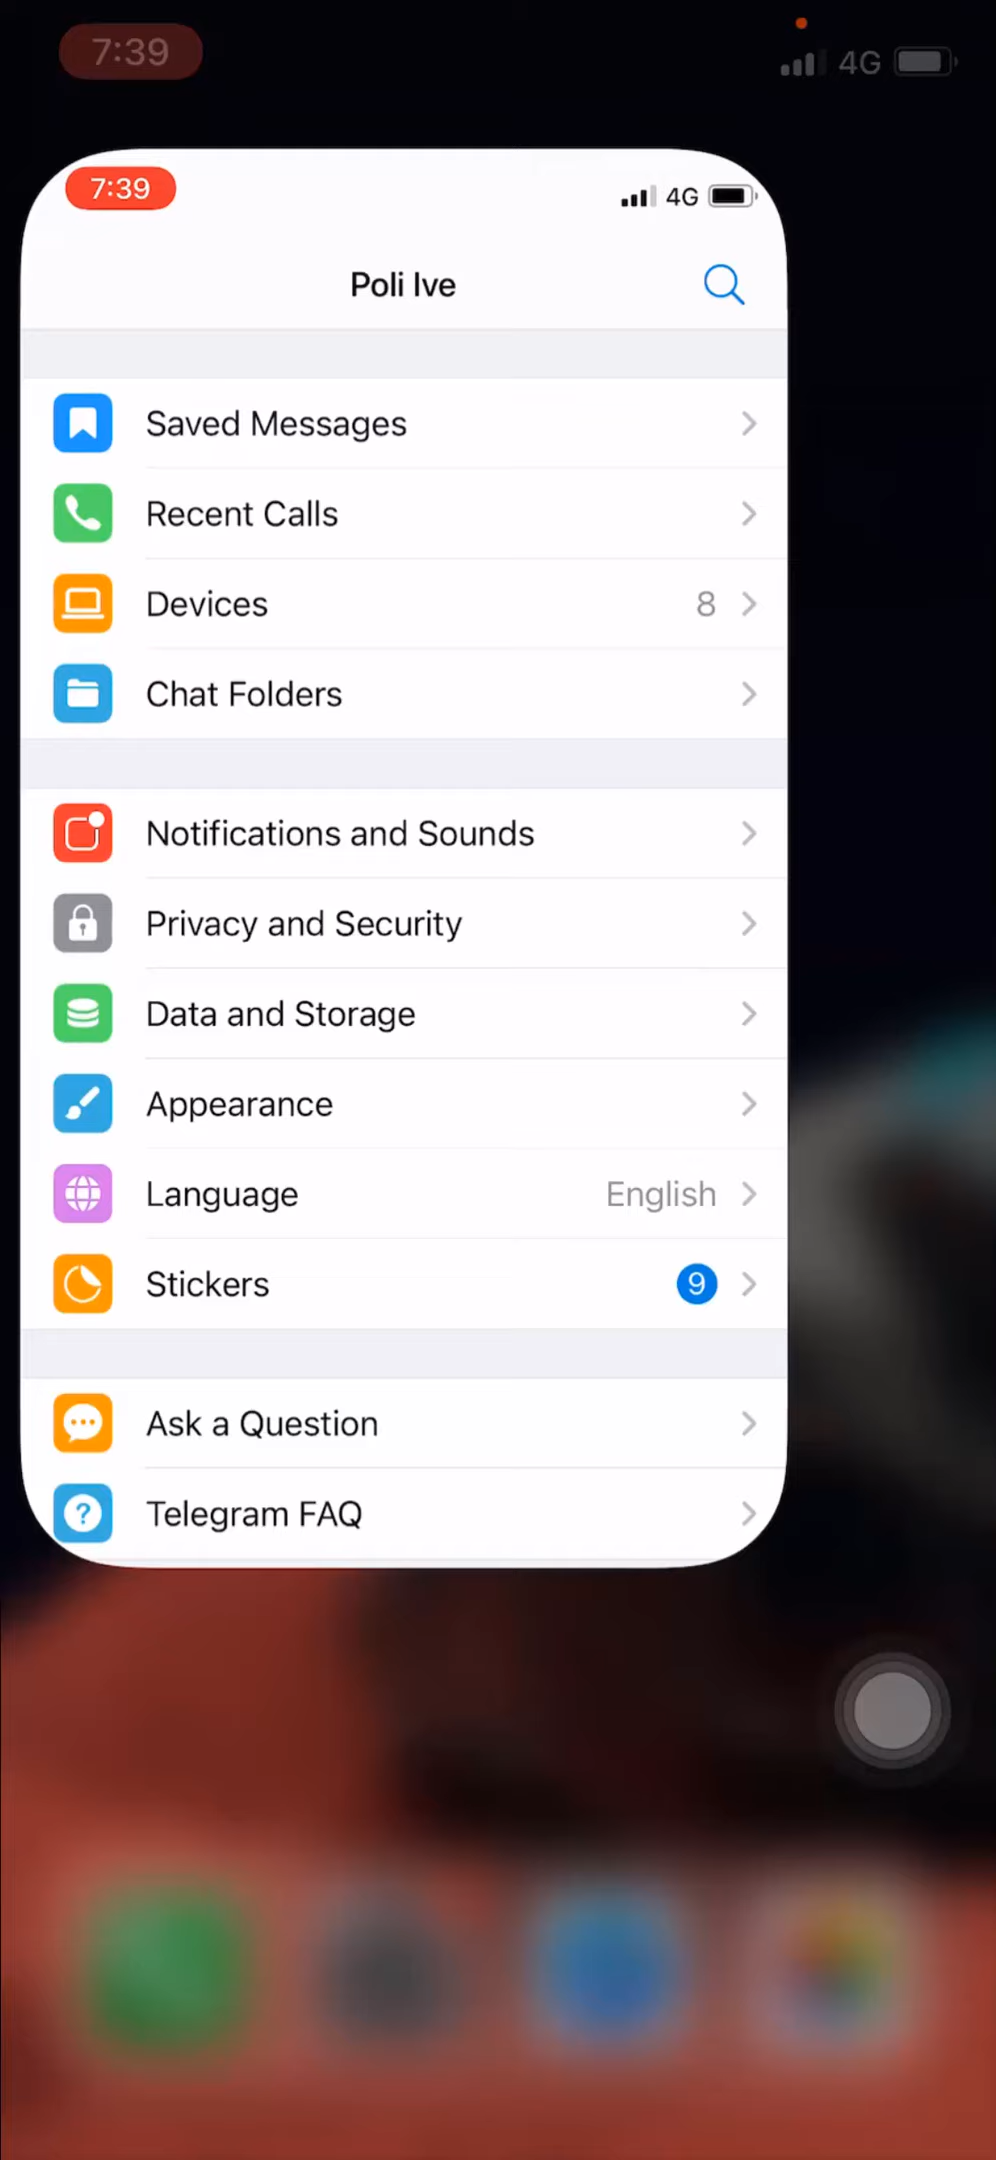 7:39
4G
7:39
4G
Poli Ive
Saved Messages
Recent Calls
Devices 8
Chat Folders
Notifications and Sounds
Privacy and Security
Data and Storage
Appearance
Language English
Stickers 9
Ask a Question
Telegram FAQ